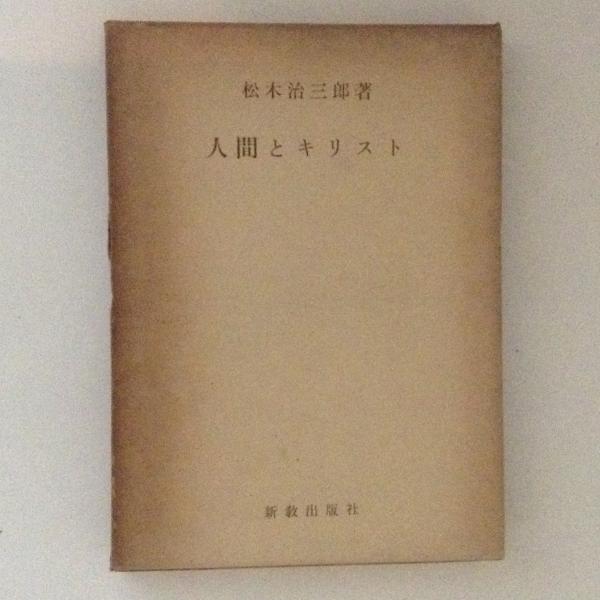 松木治三郎著
人間とキリスト
新教出版社